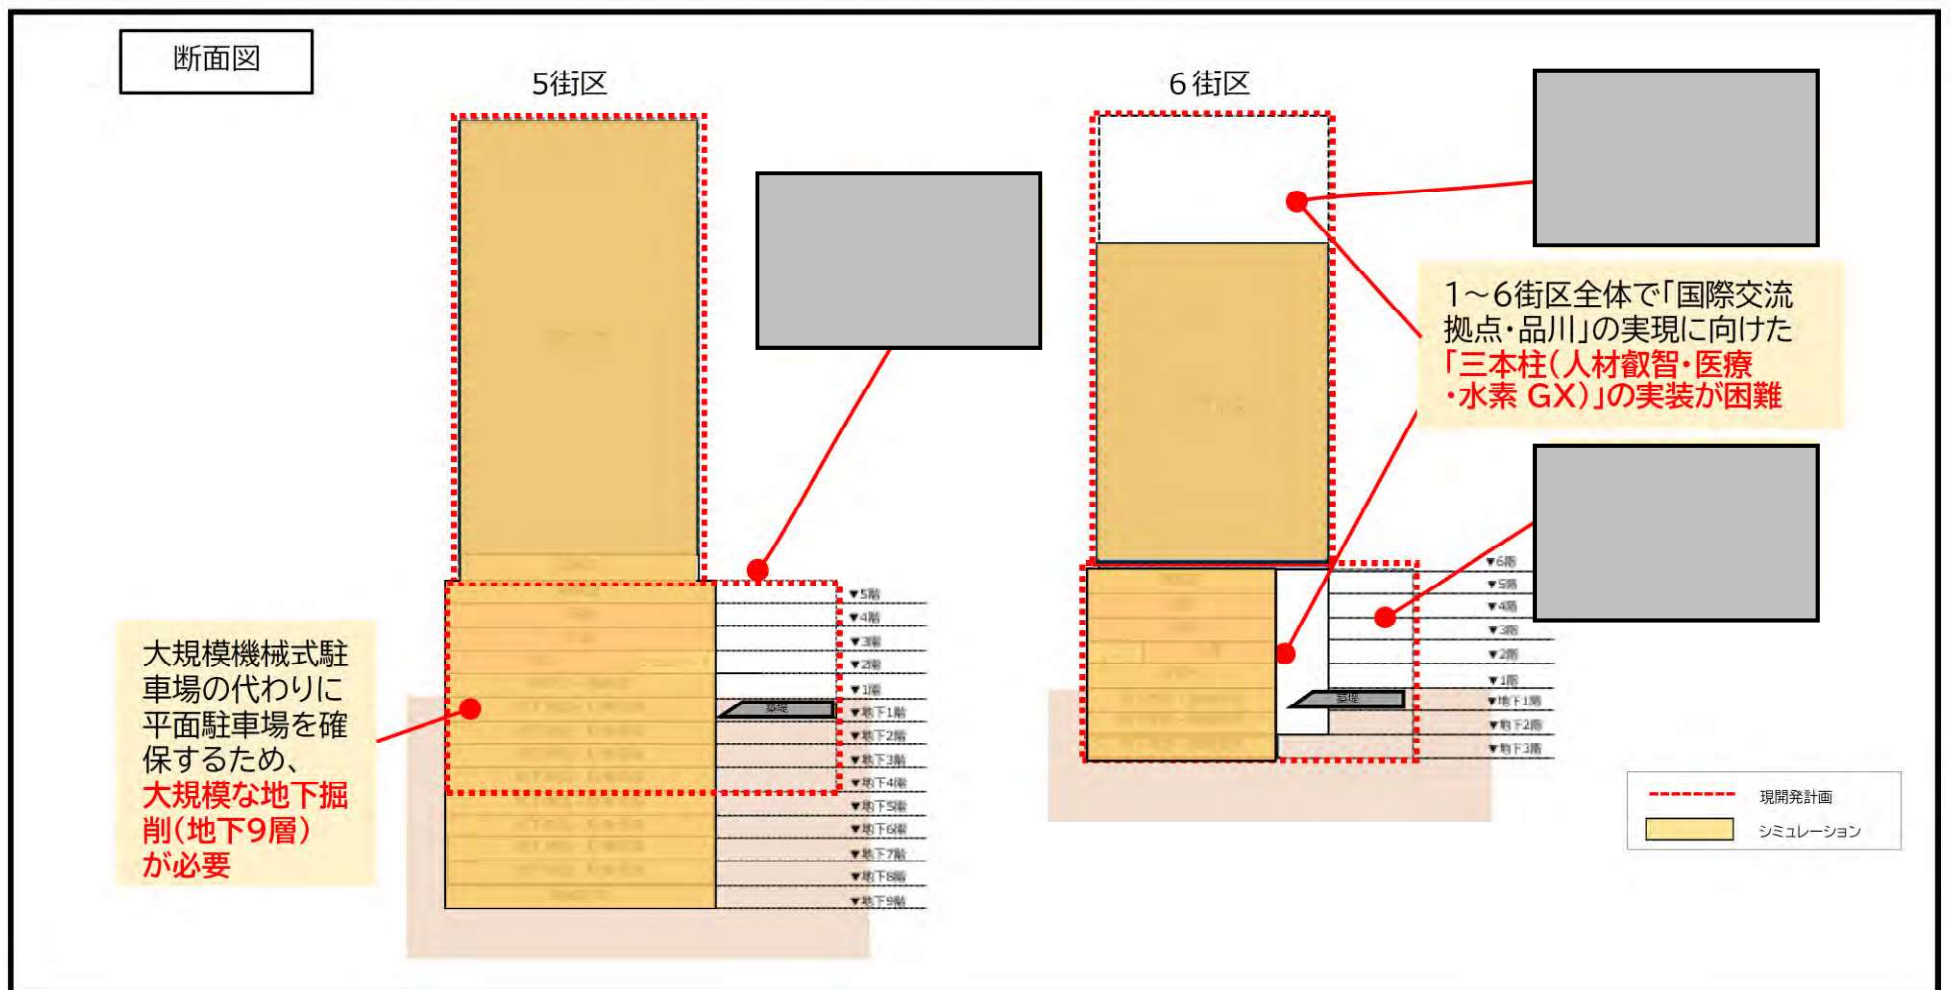 断面図
5街区
6街区
1～6街区全体で「国際交流
拠点・品川」の実現に向けた
「三本柱(人材叡智・医療
・水素 GX)」の実装が困難
大規模機械式駐
車場の代わりに
平面駐車場を確
保するため、
大規模な地下掘
削(地下9層)
が必要
▼5階
▼4階
▼3階
▼2階
▼1階
▼地下1階
▼地下2階
▼地下3階
▼地下4階
▼地下5階
▼地下6階
▼地下7階
▼地下8階
▼地下9階
築堤
▼6階
▼5階
▼4階
▼3階
▼2階
▼1階
▼地下1階
▼地下2階
▼地下3階
築堤
現開発計画
シミュレーション